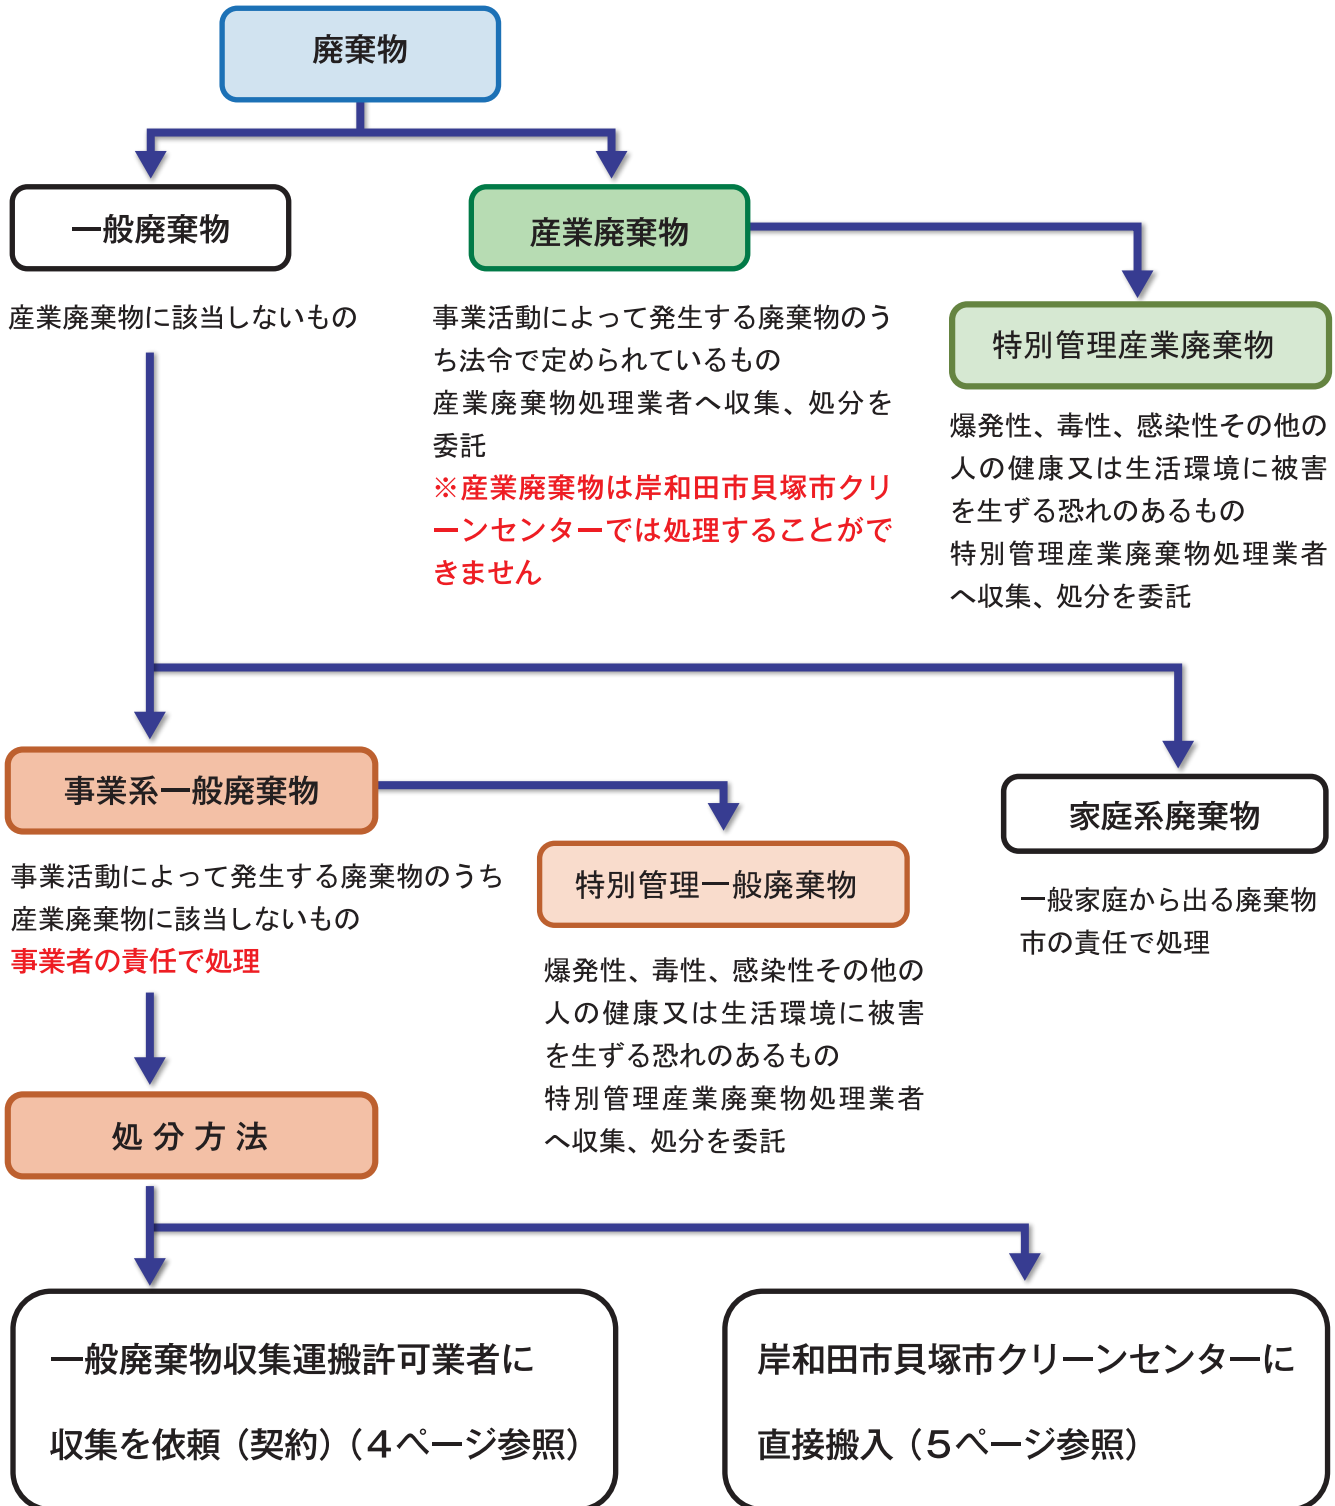 廃棄物
一般廃棄物
産業廃棄物
産業廃棄物に該当しないもの
事業活動によって発生する廃棄物のう
ち法令で定められているもの
産業廃棄物処理業者へ収集、処分を
委託
※産業廃棄物は岸和田市貝塚市クリ
ーンセンターでは処理することがで
きません
特別管理産業廃棄物
爆発性、毒性、感染性その他の
人の健康又は生活環境に被害
を生ずる恐れのあるもの
特別管理産業廃棄物処理業者
へ収集、処分を委託
事業系一般廃棄物
事業活動によって発生する廃棄物のうち
産業廃棄物に該当しないもの
事業者の責任で処理
特別管理一般廃棄物
爆発性、毒性、感染性その他の
人の健康又は生活環境に被害
を生ずる恐れのあるもの
特別管理産業廃棄物処理業者
へ収集、処分を委託
家庭系廃棄物
一般家庭から出る廃棄物
市の責任で処理
処分方法
一般廃棄物収集運搬許可業者に
収集を依頼（契約）（4ページ参照）
岸和田市貝塚市クリーンセンターに
直接搬入（5ページ参照）